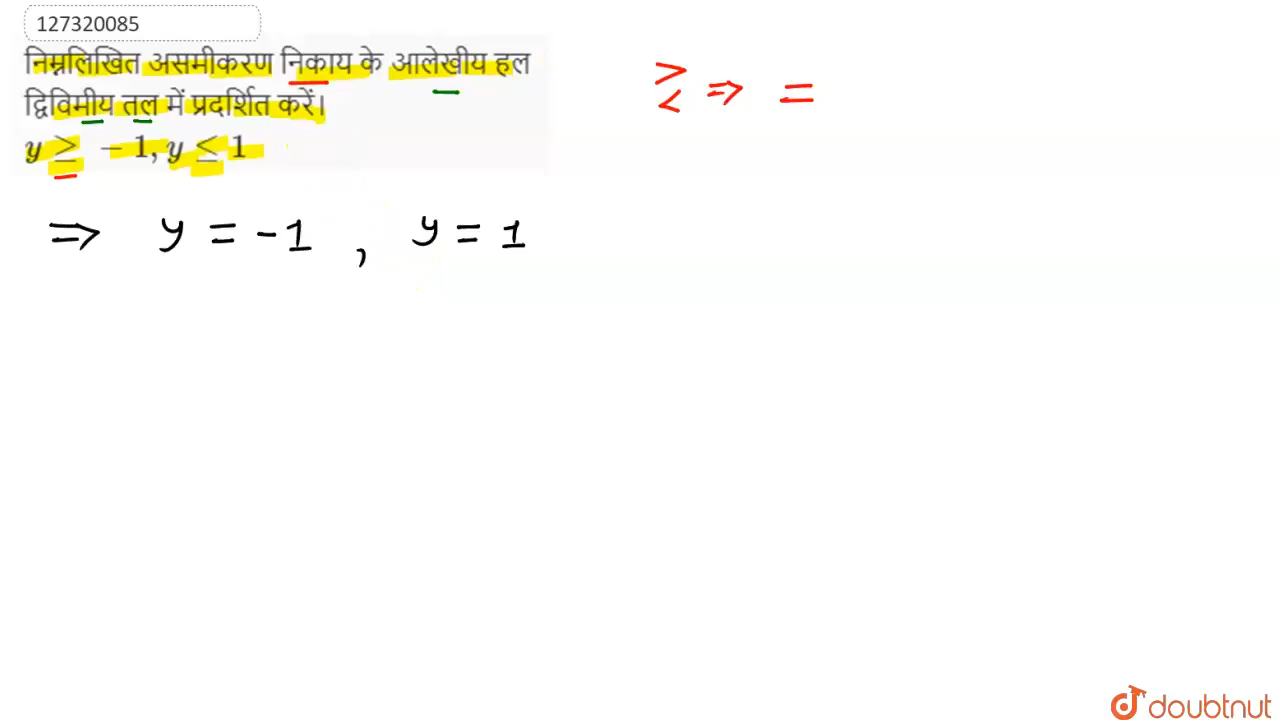 127320085
निम्नलिखित असमीकरण निकाय के आलेखीय हल
द्विविमीय तल में प्रदर्शित करें।
y ≥ - 1, y ≤ 1
> < ⇒ =
⇒ y = -1 , y = 1
doubtnut